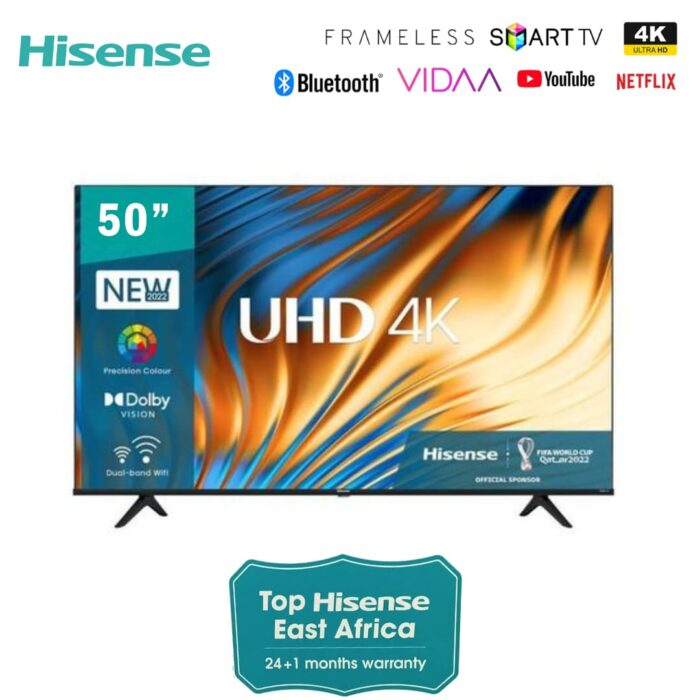 Hisense
FRAMELESS SMART TV
4K
ULTRA HD
Bluetooth®
VIDAA
YouTube
NETFLIX
50”
NEW
2022
Precision Colour
Dolby
VISION
Dual-band Wifi
UHD 4K
Hisense
FIFA WORLD CUP
Qatar2022
OFFICIAL SPONSOR
Top Hisense
East Africa
24+1 months warranty